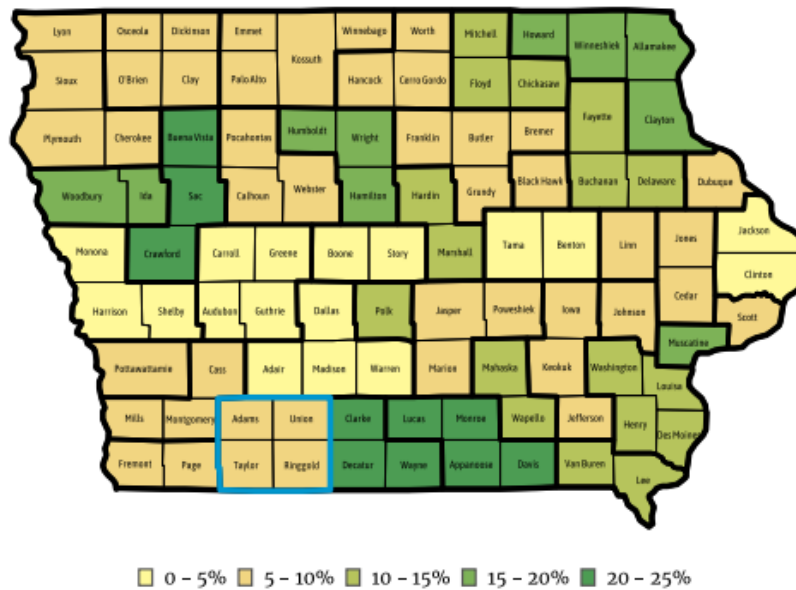 Lyon Osceola Dickinson Emmet Winnebago Worth Mitchell Howard Winneshiek Allamakee
Kossuth
Sioux O'Brien Clay Palo Alto Hancock Cerro Gordo Floyd Chickasaw
Fayette Clayton
Plymouth Cherokee Buena Vista Pocahontas Humboldt Wright Franklin Butler Bremer
Woodbury Ida Sac Calhoun Webster Hamilton Hardin Grundy Black Hawk Buchanan Delaware Dubuque
Monona Crawford Carroll Greene Boone Story Marshall Tama Benton Linn Jones Jackson
Clinton
Harrison Shelby Audubon Guthrie Dallas Polk Jasper Poweshiek Iowa Johnson Cedar Scott
Muscatine
Pottawattamie Cass Adair Madison Warren Marion Mahaska Keokuk Washington Louisa
Mills Montgomery Adams Union Clarke Lucas Monroe Wapello Jefferson Henry Des Moines
Fremont Page Taylor Ringgold Decatur Wayne Appanoose Davis Van Buren Lee
0 – 5% 5 – 10% 10 – 15% 15 – 20% 20 – 25%